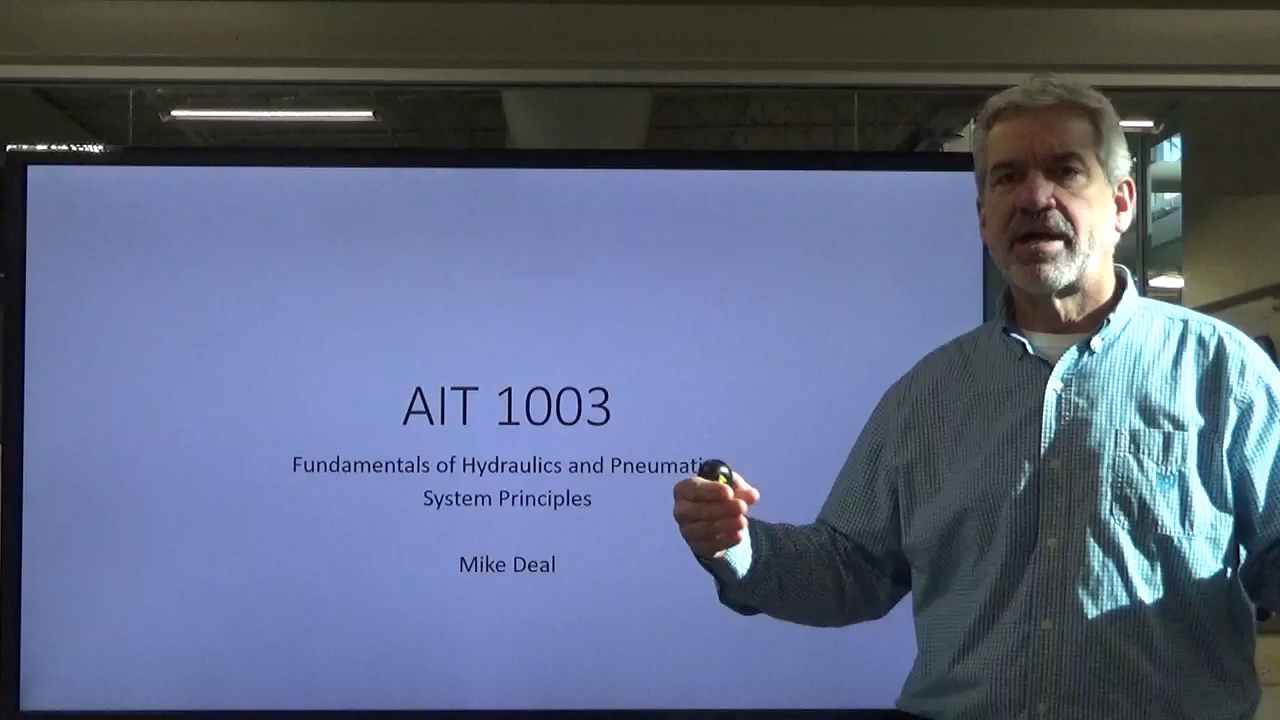 AIT 1003
Fundamentals of Hydraulics and
System Principles
Mike Deal